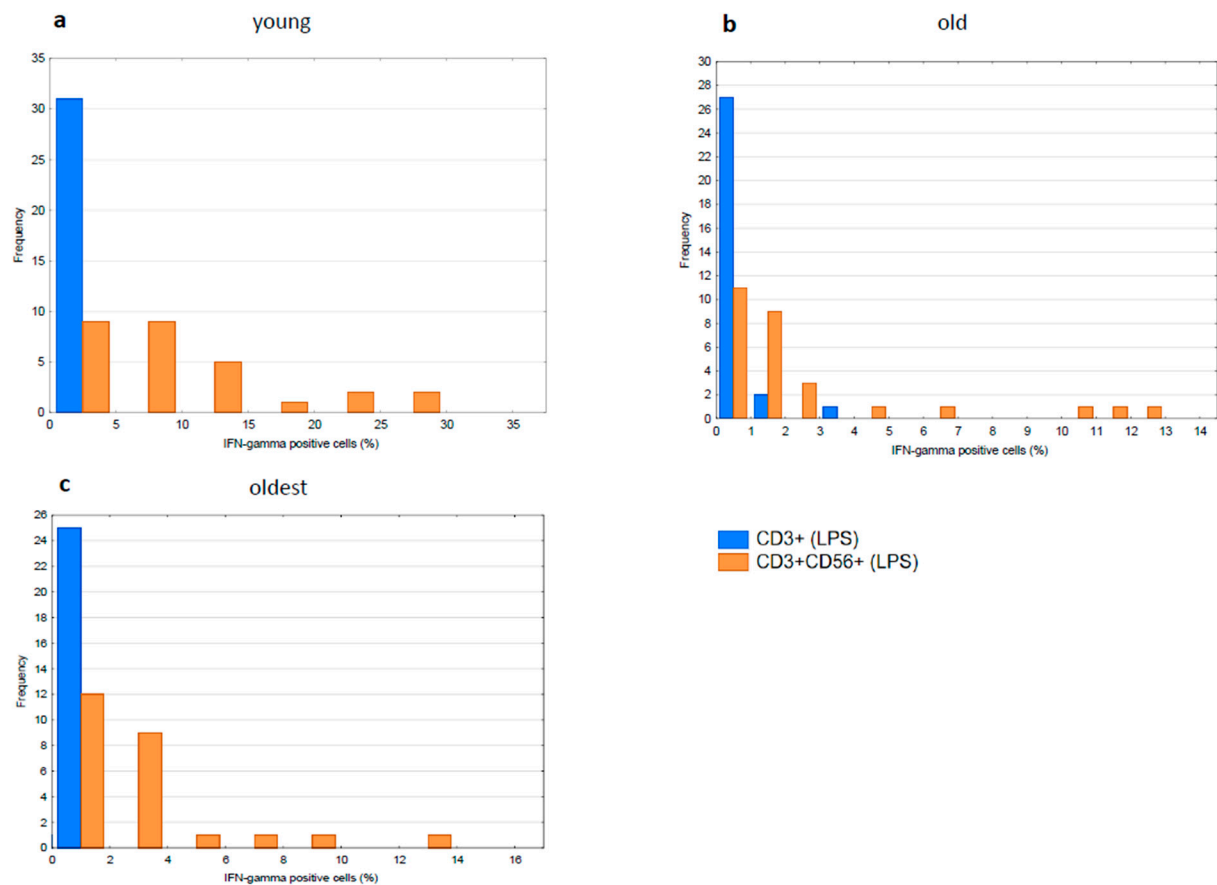 a
young
35
30
25
20
15
10
5
0
Frequency
0 5 10 15 20 25 30 35
IFN-gamma positive cells (%)
b
old
30
28
26
24
22
20
18
16
14
12
10
8
6
4
2
0
Frequency
0 1 2 3 4 5 6 7 8 9 10 11 12 13 14
IFN-gamma positive cells (%)
c
oldest
26
24
22
20
18
16
14
12
10
8
6
4
2
0
Frequency
0 2 4 6 8 10 12 14 16
IFN-gamma positive cells (%)
CD3+ (LPS)
CD3+CD56+ (LPS)